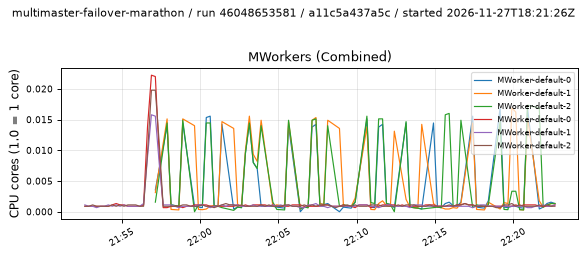 multimaster-failover-marathon / run 46048653581 / a11c5a437a5c / started 2026-11-27T18:21:26Z
MWorkers (Combined)
CPU cores (1.0 = 1 core)
0.020
0.015
0.010
0.005
0.000
21:55
22:00
22:05
22:10
22:15
22:20
MWorker-default-0
MWorker-default-1
MWorker-default-2
MWorker-default-0
MWorker-default-1
MWorker-default-2